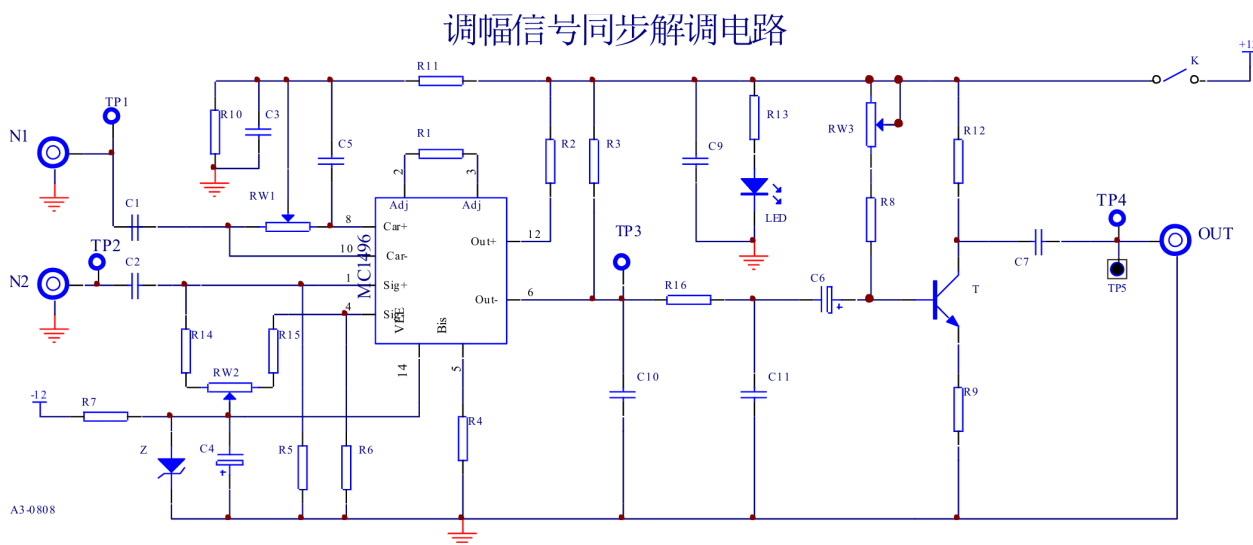 调幅信号同步解调电路
+12
K
R11
TP1
N1
R10
C3
C5
R1
R2
R3
C9
R13
RW3
R12
2
3
RW1
Adj
Adj
LED
R8
C1
8
Car+
TP2
10
Car-
Out+
12
TP3
TP4
OUT
N2
C2
1
Sig+
MC1496
C7
TP5
4
Sig-
VEE
Bis
Out-
6
R16
C6
+
T
R14
R15
14
5
RW2
C10
C11
-12
R7
R9
Z
C4
+
R5
R6
R4
A3-0808